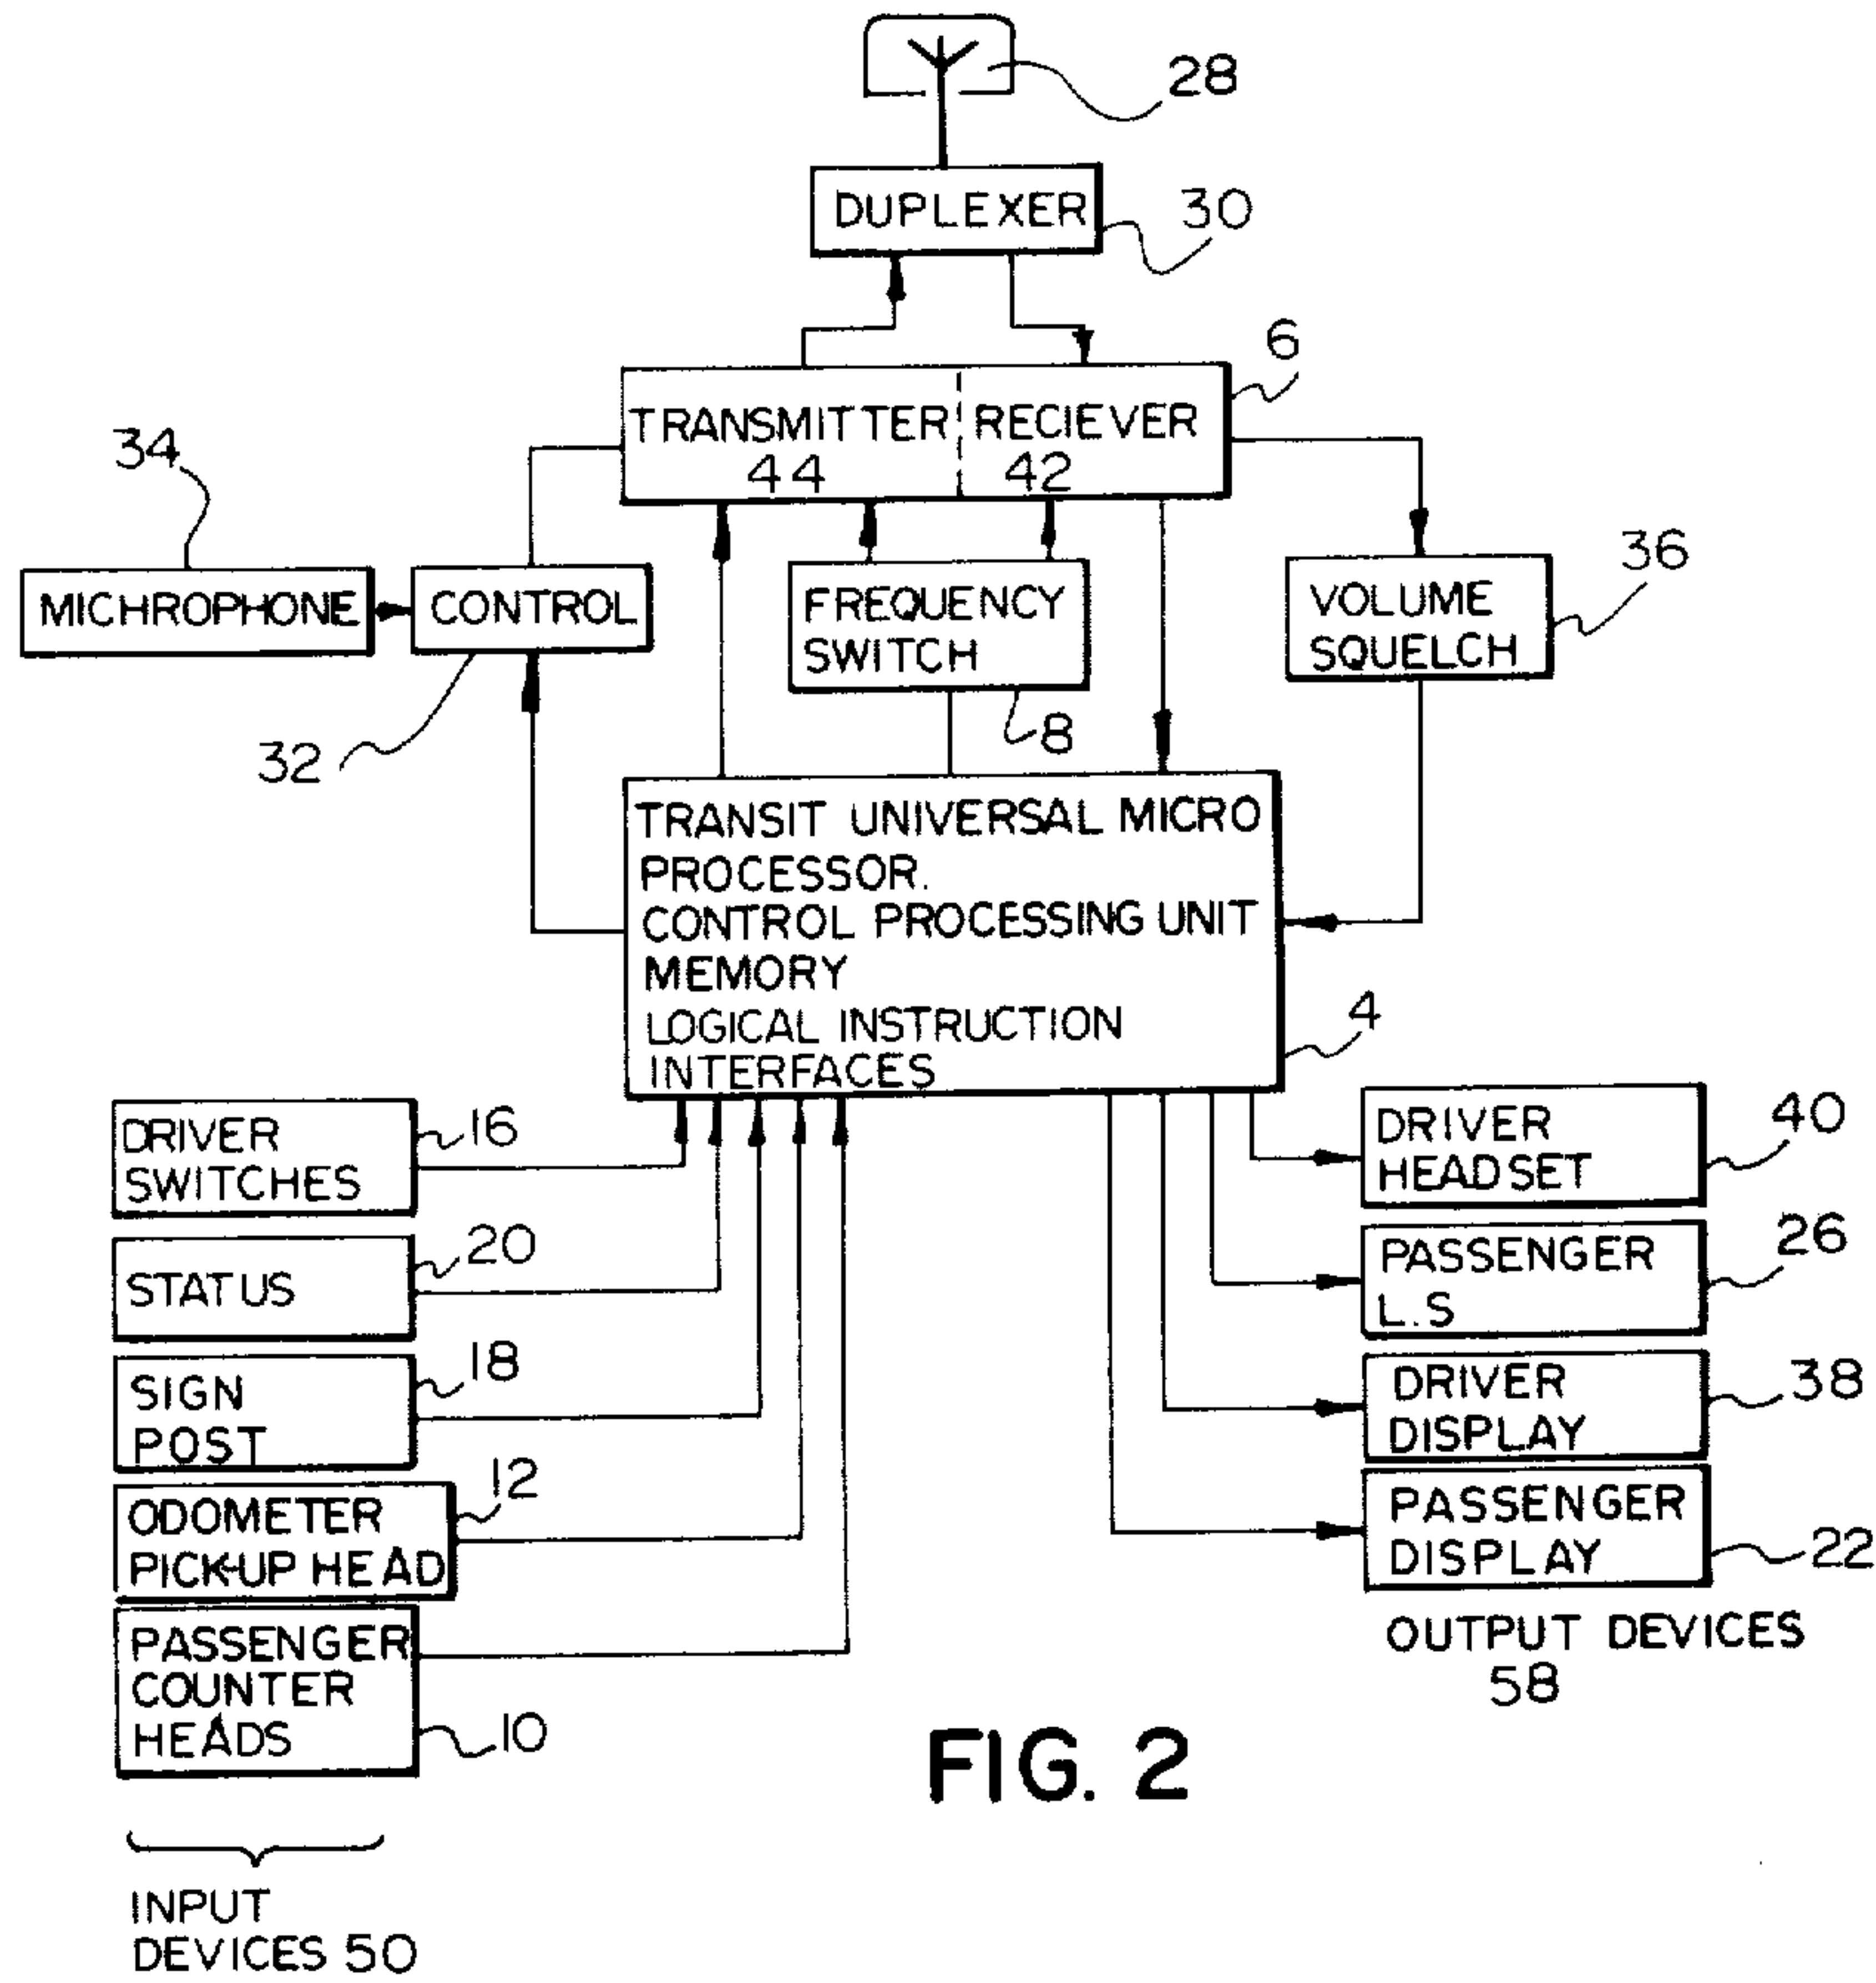 28
DUPLEXER
30
6
TRANSMITTER RECIEVER
44 42
34
MICHROPHONE
CONTROL
32
FREQUENCY
SWITCH
8
VOLUME
SQUELCH
36
TRANSIT UNIVERSAL MICRO
PROCESSOR.
CONTROL PROCESSING UNIT
MEMORY
LOGICAL INSTRUCTION
INTERFACES
4
DRIVER
SWITCHES
16
STATUS
20
SIGN
POST
18
ODOMETER
PICK-UP HEAD
12
PASSENGER
COUNTER
HEADS
10
INPUT
DEVICES 50
DRIVER
HEADSET
40
PASSENGER
L.S
26
DRIVER
DISPLAY
38
PASSENGER
DISPLAY
22
OUTPUT DEVICES
58
FIG. 2